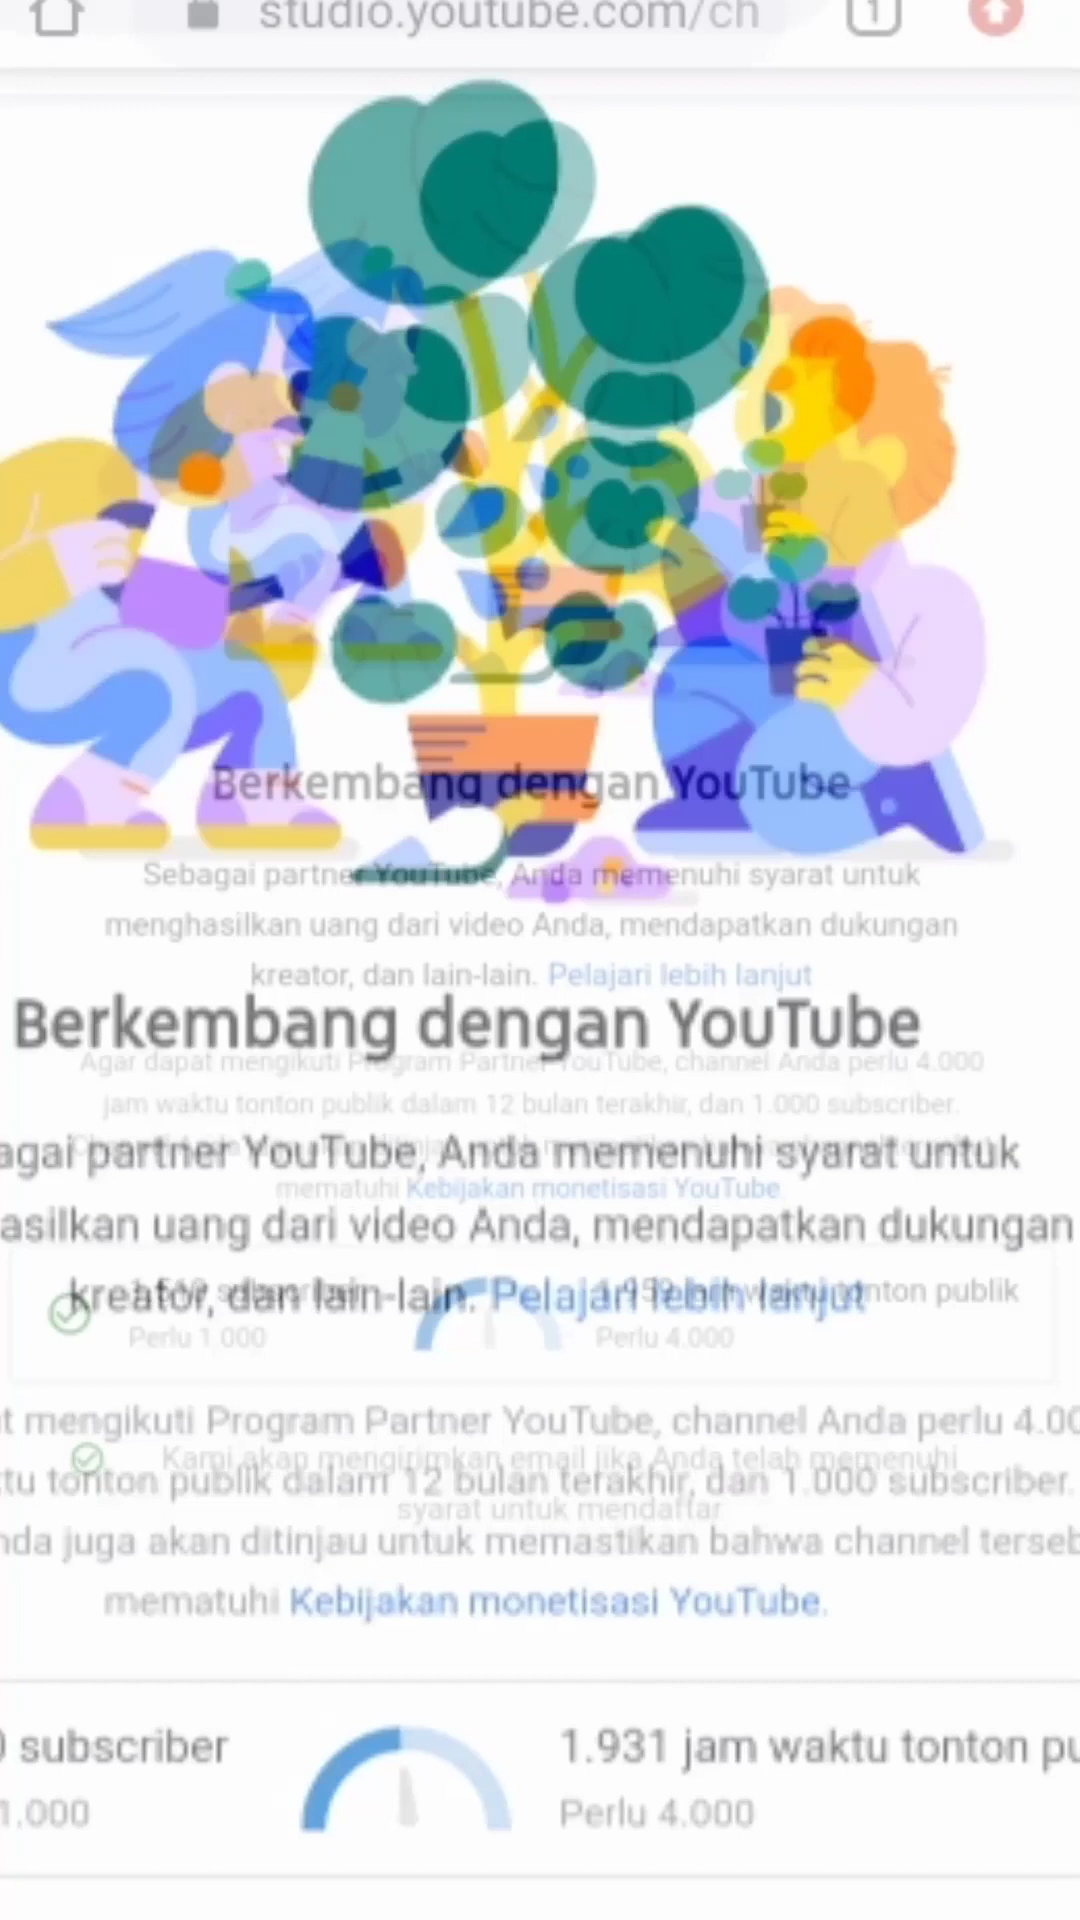 studio.youtube.com/ch
1
Berkembang dengan YouTube
Sebagai partner YouTube, Anda memenuhi syarat untuk
menghasilkan uang dari video Anda, mendapatkan dukungan
kreator, dan lain-lain. Pelajari lebih lanjut
Berkembang dengan YouTube
Agar dapat mengikuti Program Partner YouTube, channel Anda perlu 4.000
jam waktu tonton publik dalam 12 bulan terakhir, dan 1.000 subscriber.
agai partner YouTube, Anda memenuhi syarat untuk
mematuhi Kebijakan monetisasi YouTube.
asilkan uang dari video Anda, mendapatkan dukungan
kreator, dan lain-lain. Pelajari lebih lanjut
tonton publik
Perlu 1.000
Perlu 4.000
t mengikuti Program Partner YouTube, channel Anda perlu 4.00
Kami akan mengirimkan email jika Anda telah memenuhi
tu tonton publik dalam 12 bulan terakhir, dan 1.000 subscriber.
syarat untuk mendaftar
nda juga akan ditinjau untuk memastikan bahwa channel terseb
mematuhi Kebijakan monetisasi YouTube.
0 subscriber
1.931 jam waktu tonton pu
1.000
Perlu 4.000